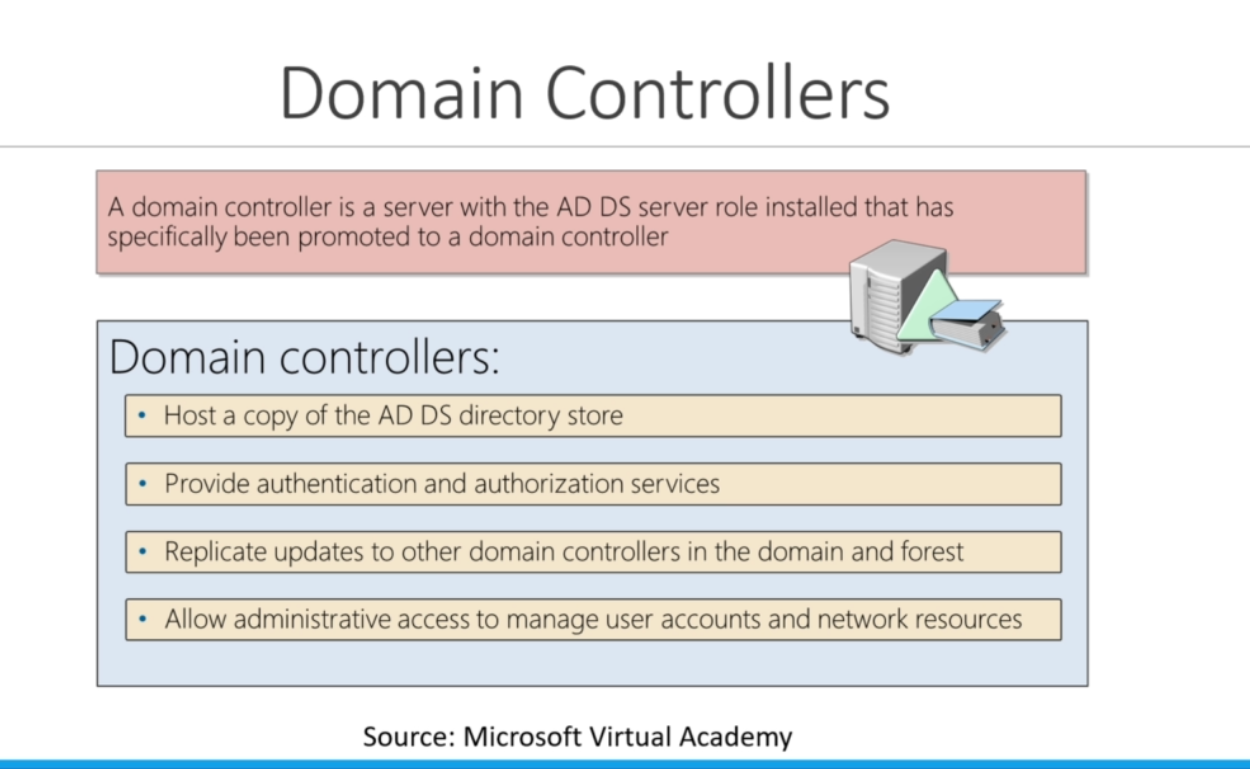 Domain Controllers
A domain controller is a server with the AD DS server role installed that has
specifically been promoted to a domain controller
Domain controllers:
• Host a copy of the AD DS directory store
• Provide authentication and authorization services
• Replicate updates to other domain controllers in the domain and forest
• Allow administrative access to manage user accounts and network resources
Source: Microsoft Virtual Academy